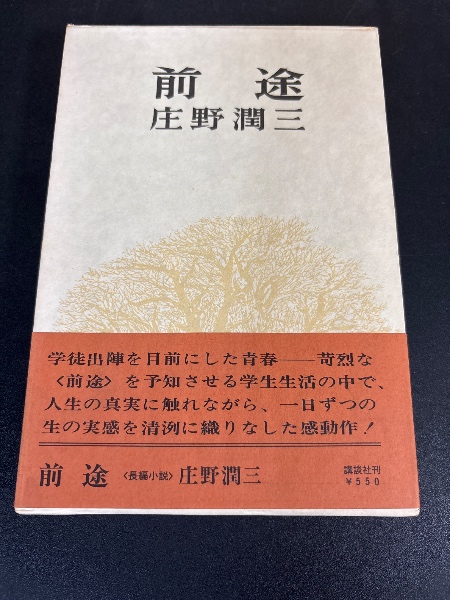 前途
庄野潤三
学徒出陣を目前にした青春――苛烈な
〈前途〉を予知させる学生生活の中で、
人生の真実に触れながら、一日ずつの
生の実感を清冽に織りなした感動作！
前途 〈長編小説〉 庄野潤三
講談社刊
￥550